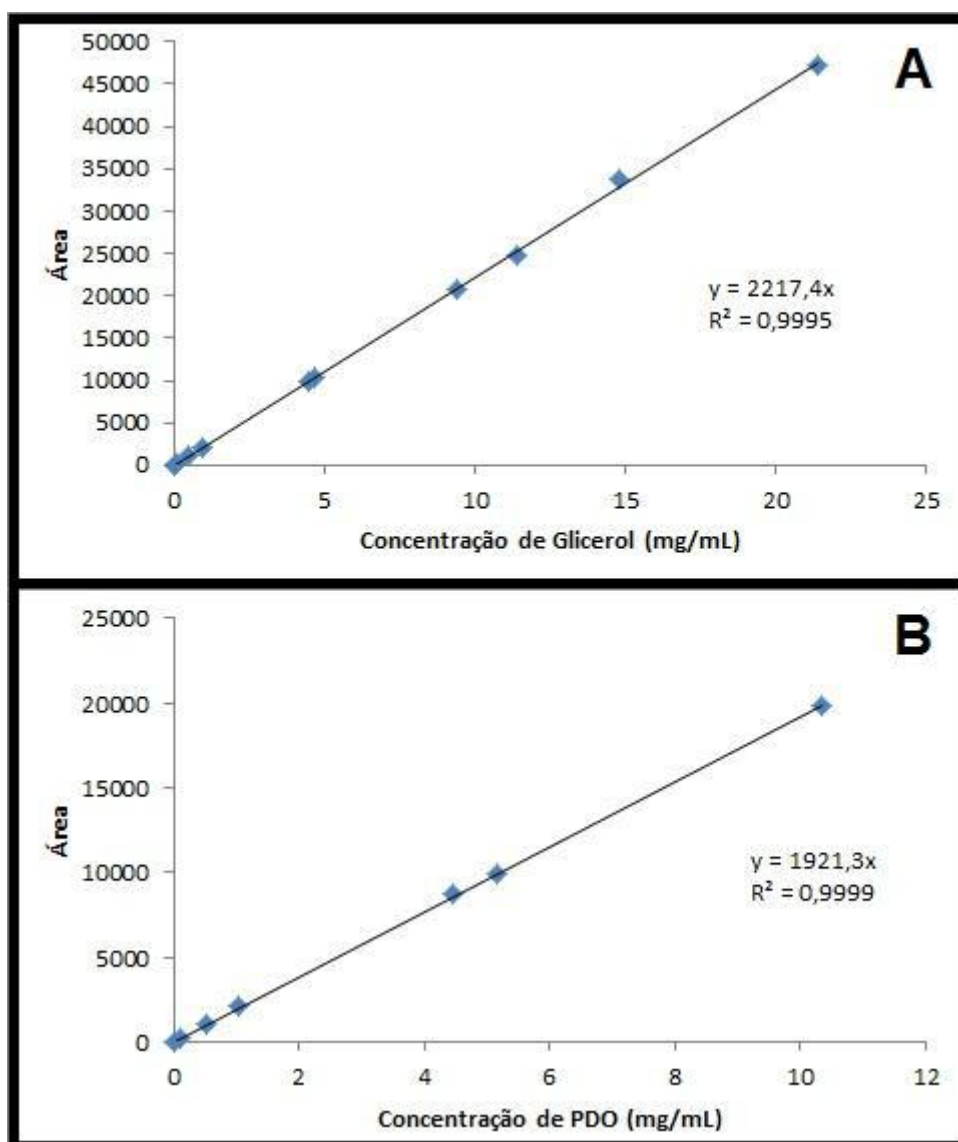 A
50000
45000
40000
35000
30000
25000
20000
15000
10000
5000
0
Área
y = 2217,4x
R² = 0,9995
0 5 10 15 20 25
Concentração de Glicerol (mg/mL)
B
25000
20000
15000
10000
5000
0
Área
y = 1921,3x
R² = 0,9999
0 2 4 6 8 10 12
Concentração de PDO (mg/mL)